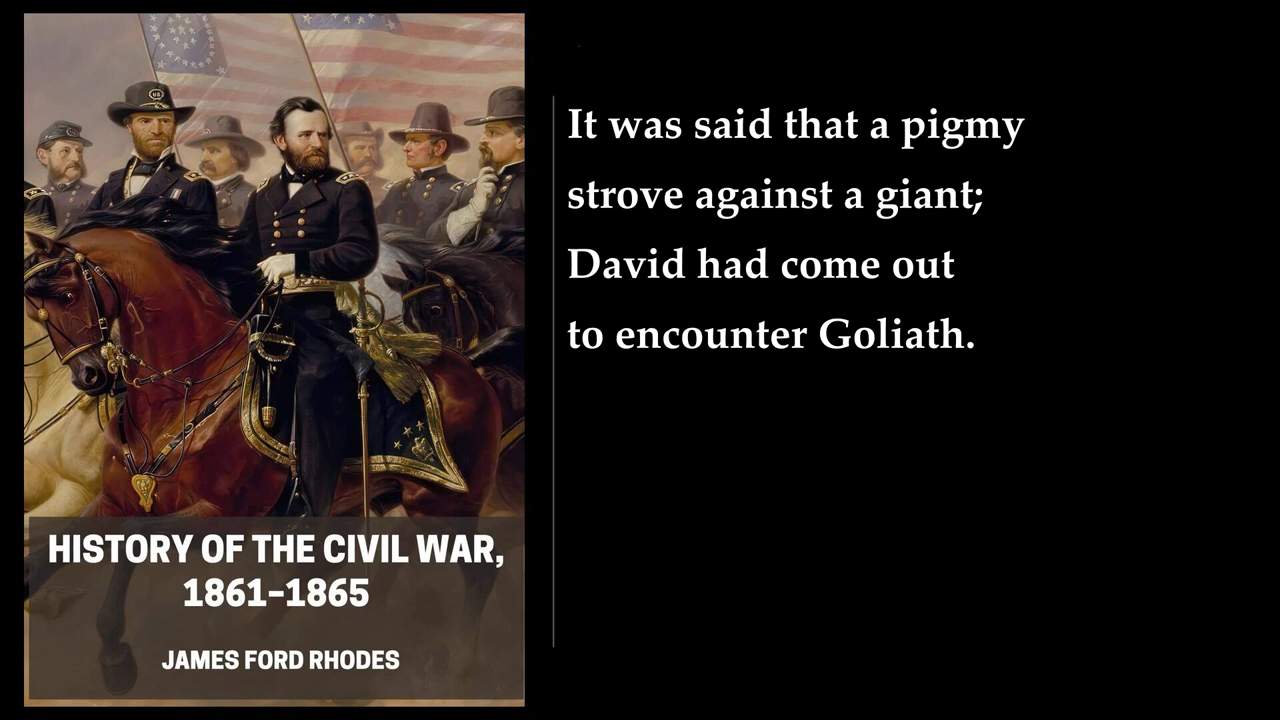 HISTORY OF THE CIVIL WAR,
1861–1865
JAMES FORD RHODES
It was said that a pigmy
strove against a giant;
David had come out
to encounter Goliath.